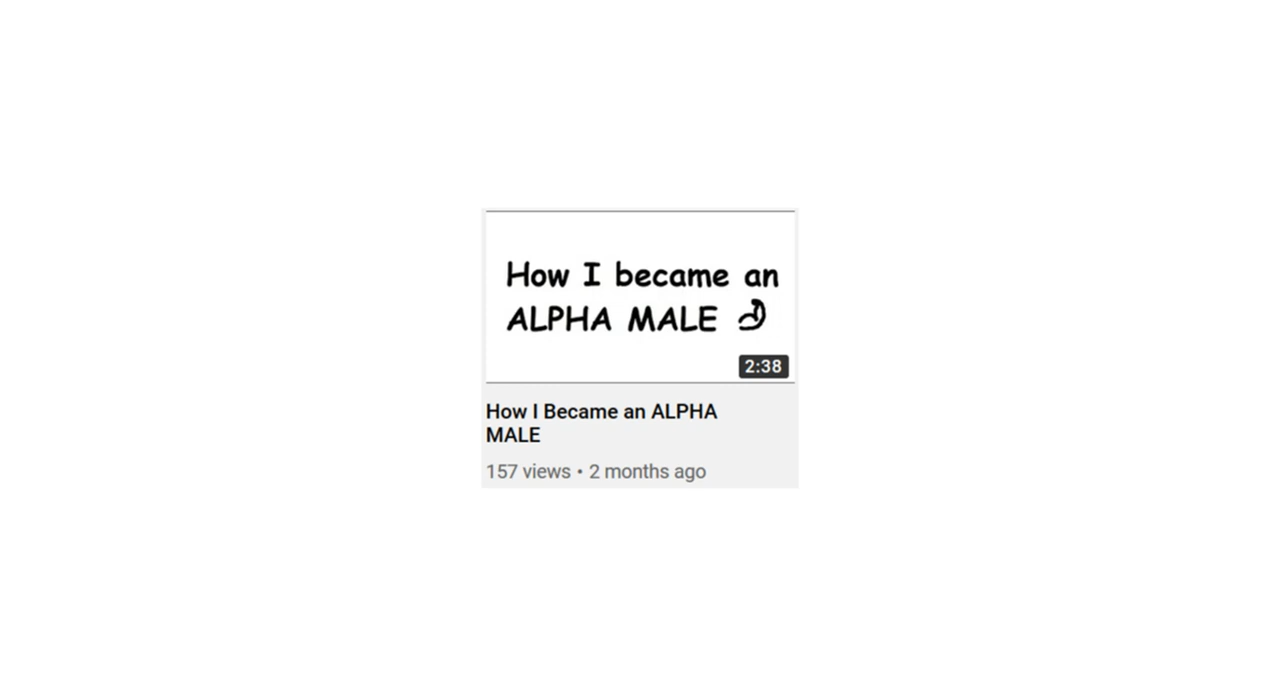 How I became an
ALPHA MALE
2:38
How I Became an ALPHA
MALE
157 views • 2 months ago